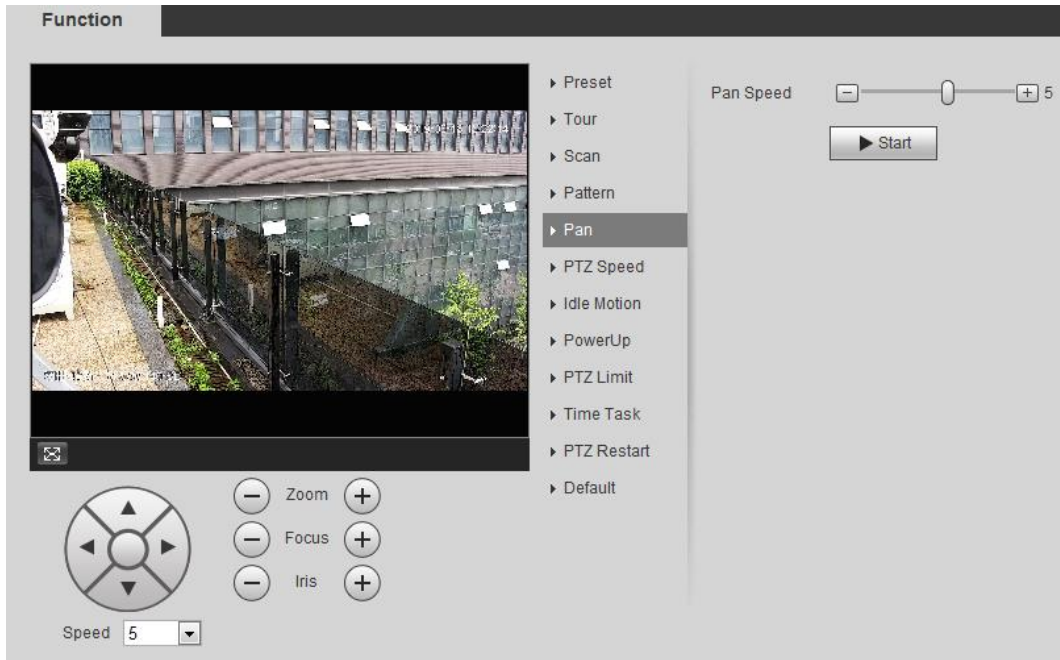 Function
Preset
Tour
Scan
Pattern
Pan
PTZ Speed
Idle Motion
PowerUp
PTZ Limit
Time Task
PTZ Restart
Default
Pan Speed
5
Start
Zoom
Focus
Iris
Speed 5